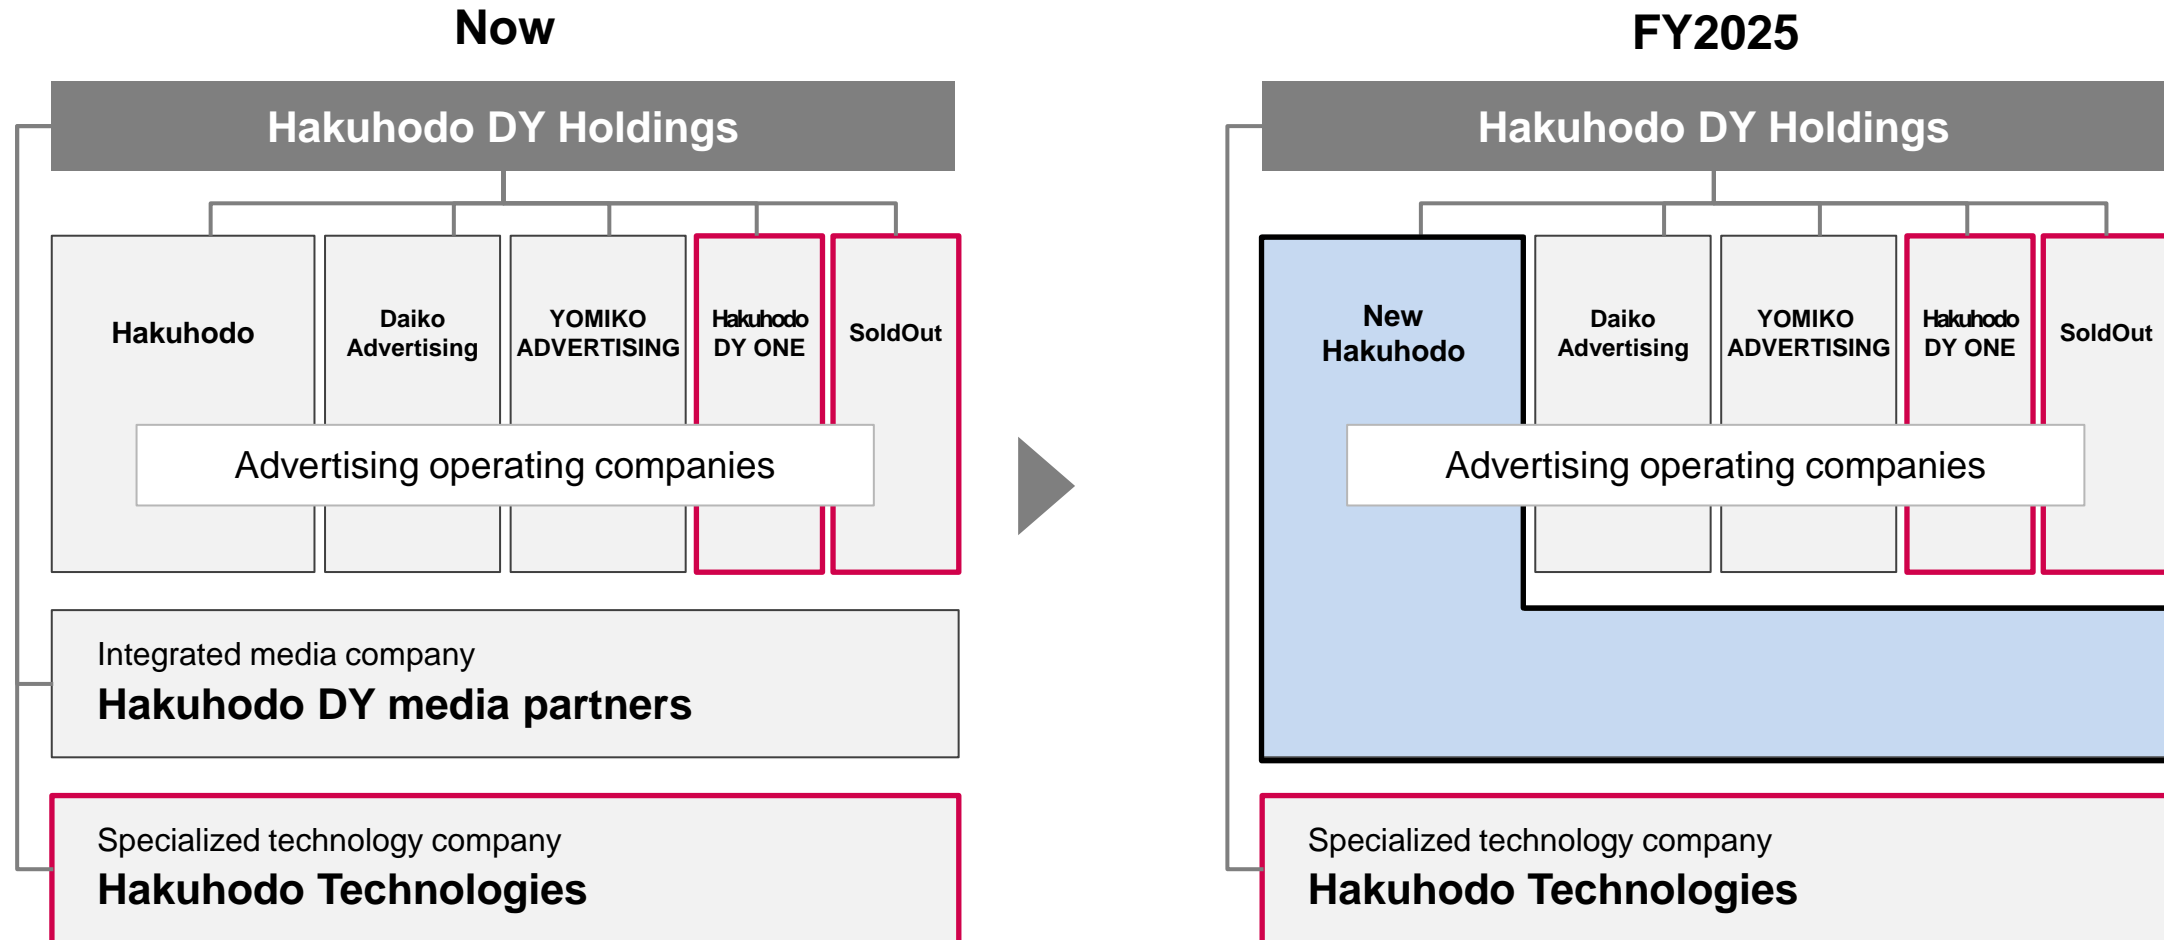 Now
Hakuhodo DY Holdings
Hakuhodo
Daiko
Advertising
YOMIKO
ADVERTISING
Hakuhodo
DY ONE
SoldOut
Advertising operating companies
Integrated media company
Hakuhodo DY media partners
Specialized technology company
Hakuhodo Technologies
FY2025
Hakuhodo DY Holdings
New
Hakuhodo
Daiko
Advertising
YOMIKO
ADVERTISING
Hakuhodo
DY ONE
SoldOut
Advertising operating companies
Specialized technology company
Hakuhodo Technologies